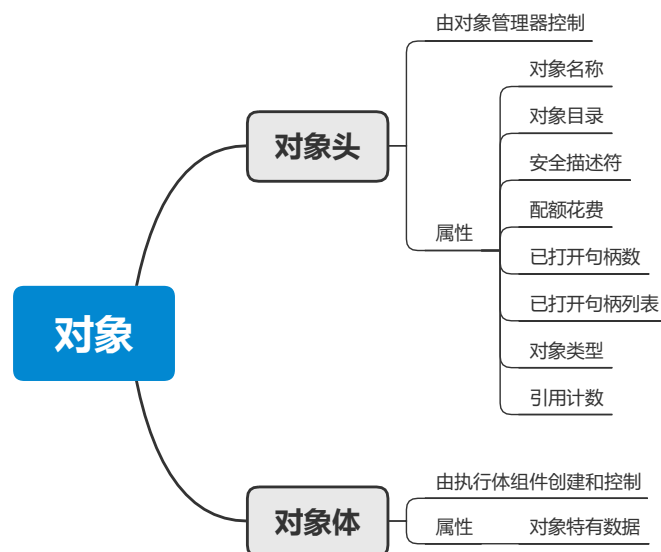 对象
对象头
由对象管理器控制
属性
对象名称
对象目录
安全描述符
配额花费
已打开句柄数
已打开句柄列表
对象类型
引用计数
对象体
由执行体组件创建和控制
属性
对象特有数据